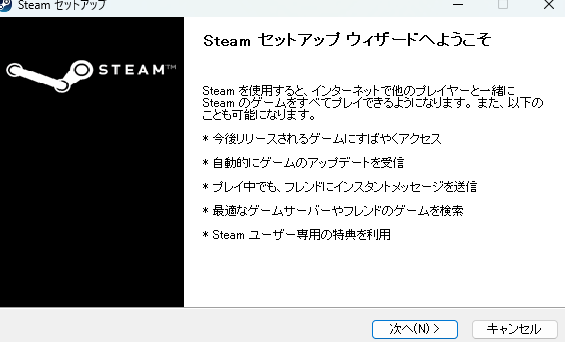 Steam セットアップ
STEAM™
Steam セットアップ ウィザードへようこそ
Steam を使用すると、インターネットで他のプレイヤーと一緒に
Steam のゲームをすべてプレイできるようになります。また、以下の
ことも可能になります。
* 今後リリースされるゲームにすばやくアクセス
* 自動的にゲームのアップデートを受信
* プレイ中でも、フレンドにインスタントメッセージを送信
* 最適なゲームサーバーやフレンドのゲームを検索
* Steam ユーザー専用の特典を利用
次へ(N) >
キャンセル